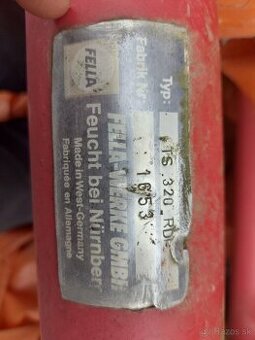 FELLA
FELLA-WERKE GMBH
Feucht bei Nürnberg
Made in West-Germany
Fabriquée en Allemagne
Typ: TS 320 RD
Fabrik Nr. 1653